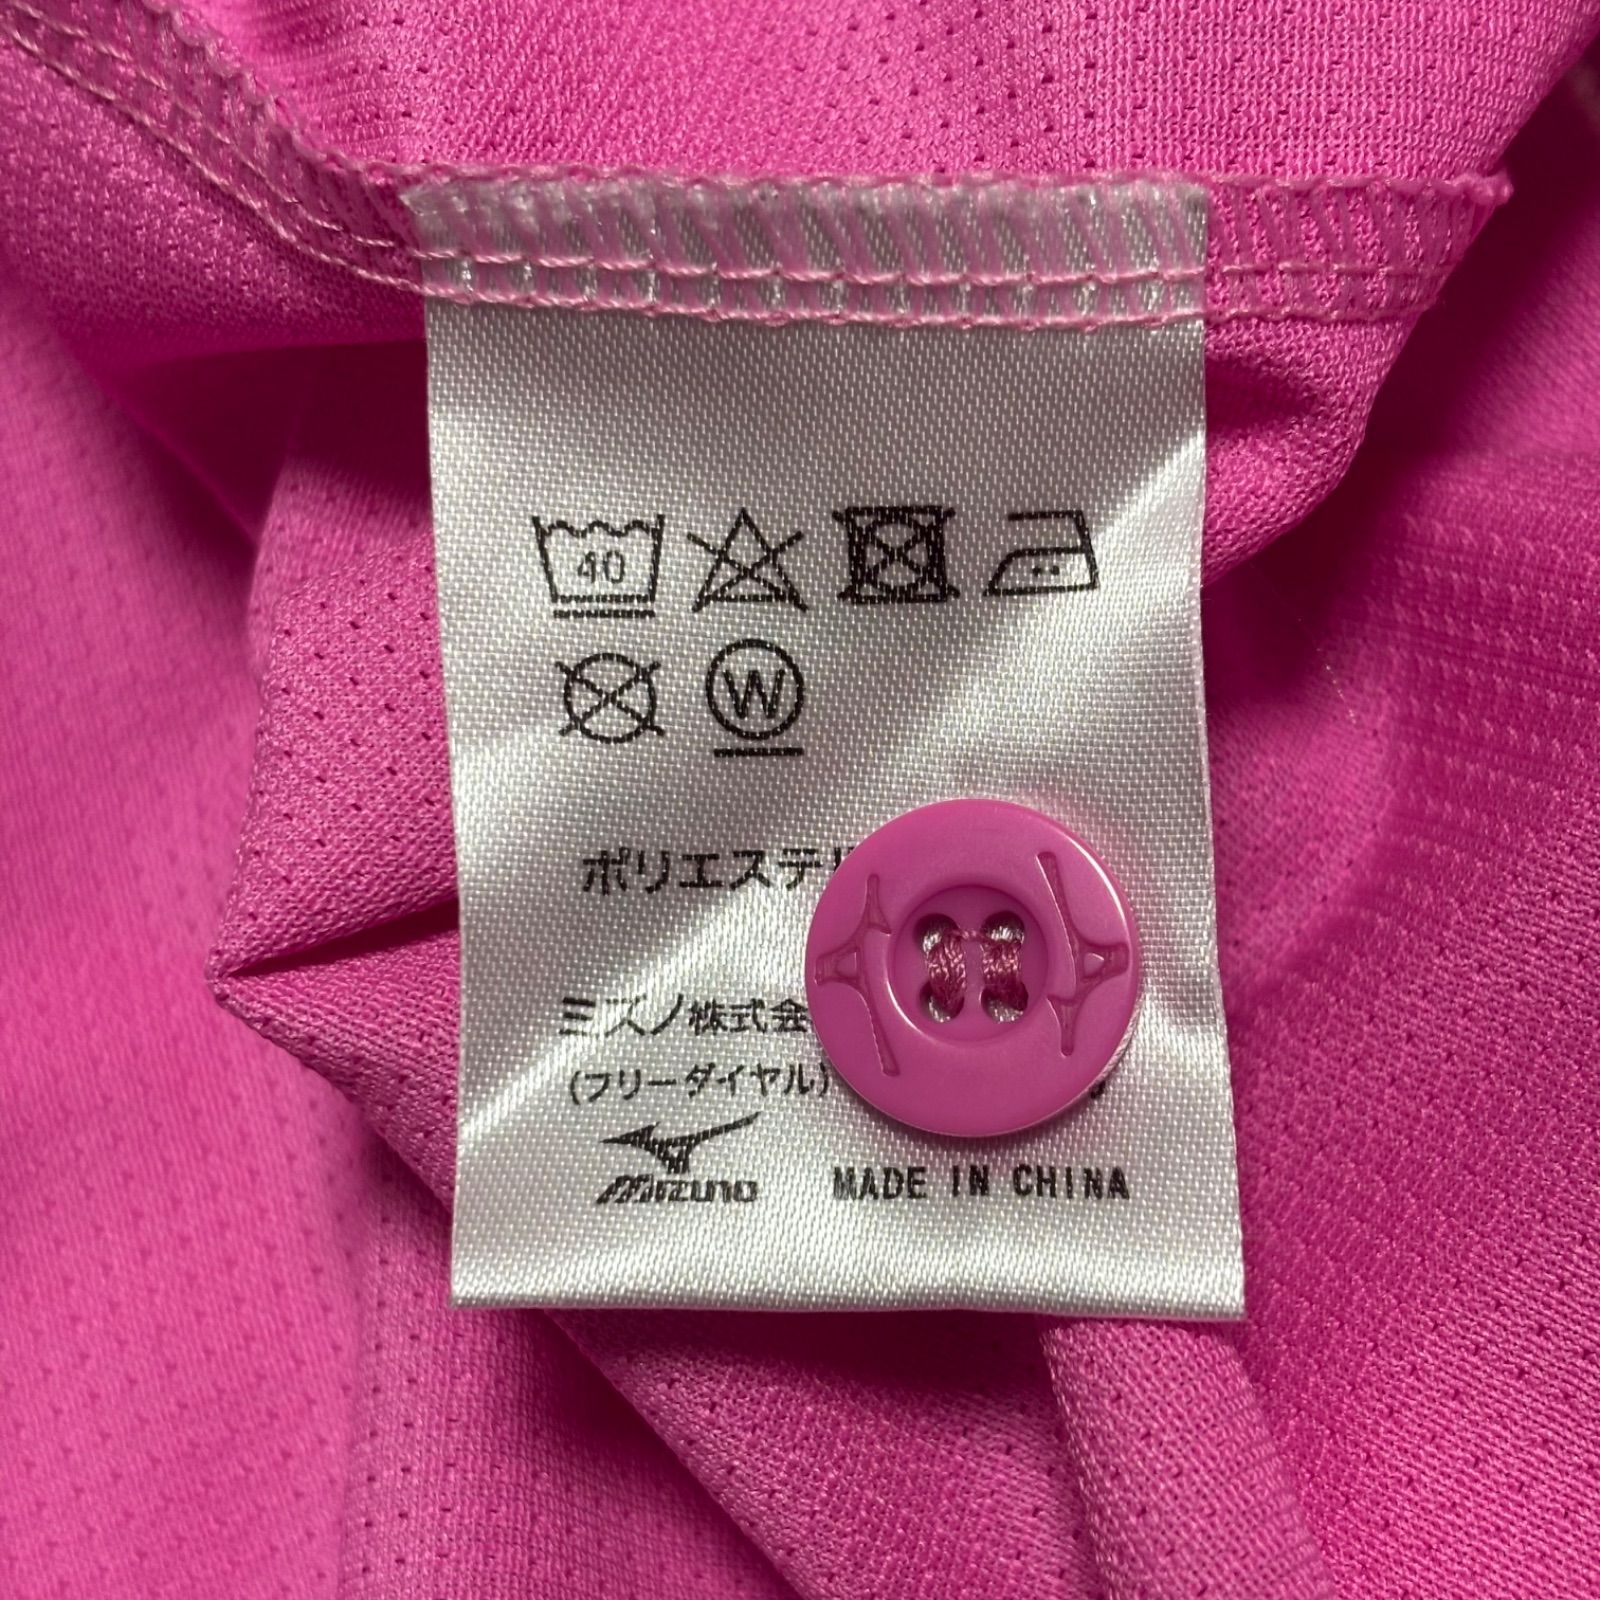 40
W
ポリエステ
ミズノ株式会
(フリーダイヤル)
mizuno
MADE IN CHINA